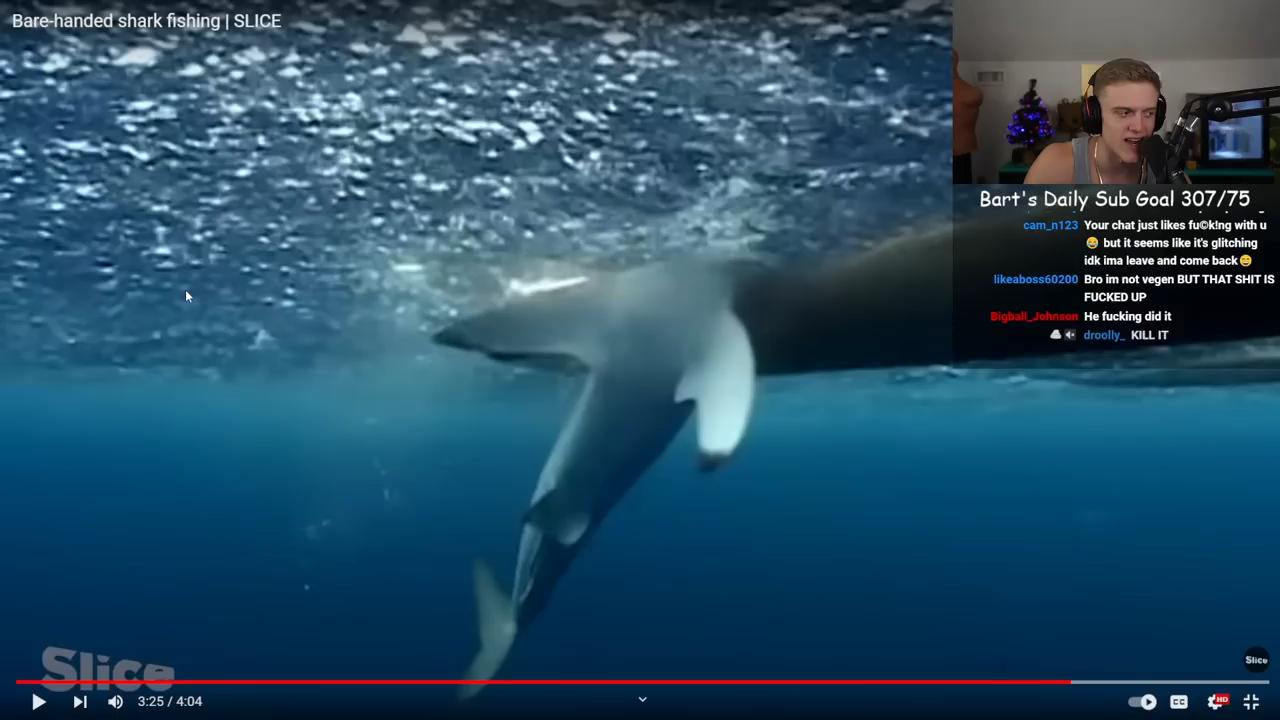 Bare-handed shark fishing | SLICE
Bart's Daily Sub Goal 307/75
cam_n123 Your chat just likes fu©k!ng with u
😂 but it seems like it's glitching
idk ima leave and come back😅
likeaboss60200 Bro im not vegen BUT THAT SHIT IS
FUCKED UP
Bigball_Johnson He fucking did it
droolly_ KILL IT
Slice
Slice
3:25 / 4:04
CC
HD